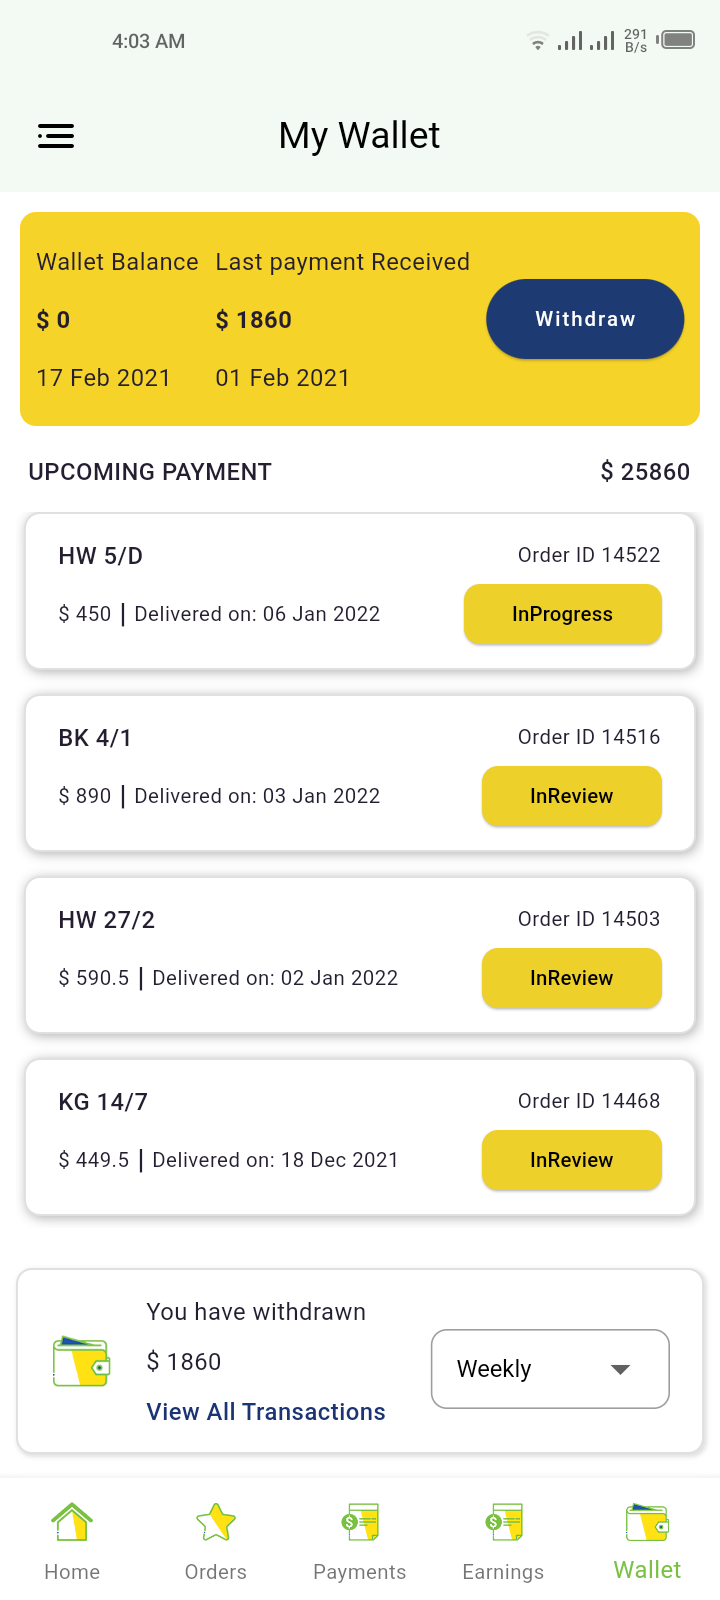 4:03 AM
291 B/s
My Wallet
Wallet Balance
Last payment Received
$ 0
$ 1860
17 Feb 2021
01 Feb 2021
Withdraw
UPCOMING PAYMENT
$ 25860
HW 5/D
Order ID 14522
$ 450 | Delivered on: 06 Jan 2022
InProgress
BK 4/1
Order ID 14516
$ 890 | Delivered on: 03 Jan 2022
InReview
HW 27/2
Order ID 14503
$ 590.5 | Delivered on: 02 Jan 2022
InReview
KG 14/7
Order ID 14468
$ 449.5 | Delivered on: 18 Dec 2021
InReview
You have withdrawn
$ 1860
View All Transactions
Weekly
Home
Orders
Payments
Earnings
Wallet